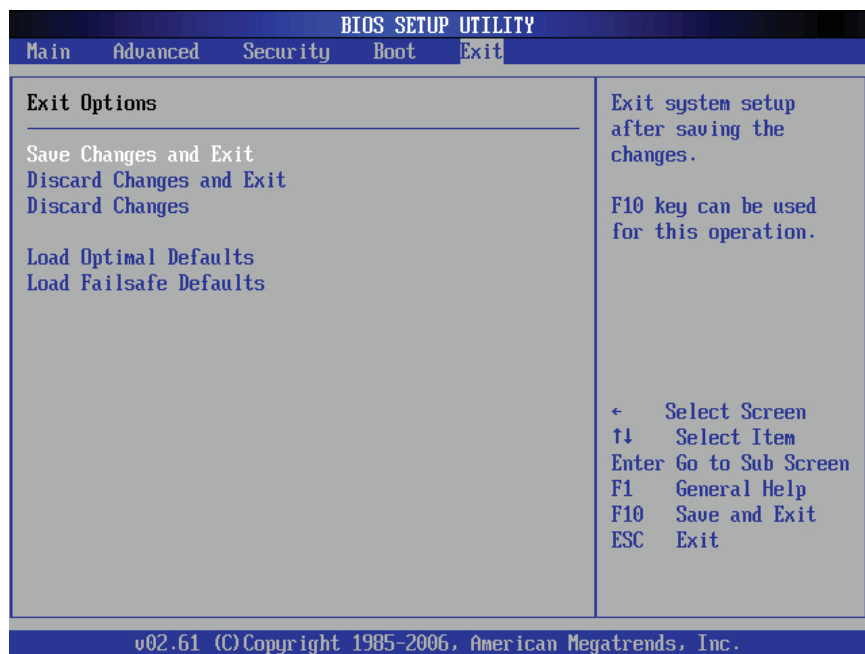 BIOS SETUP UTILITY
Main Advanced Security Boot Exit
Exit Options
Save Changes and Exit
Discard Changes and Exit
Discard Changes
Load Optimal Defaults
Load Failsafe Defaults
Exit system setup
after saving the
changes.
F10 key can be used
for this operation.
← Select Screen
↑↓ Select Item
Enter Go to Sub Screen
F1 General Help
F10 Save and Exit
ESC Exit
v02.61 (C)Copyright 1985-2006, American Megatrends, Inc.